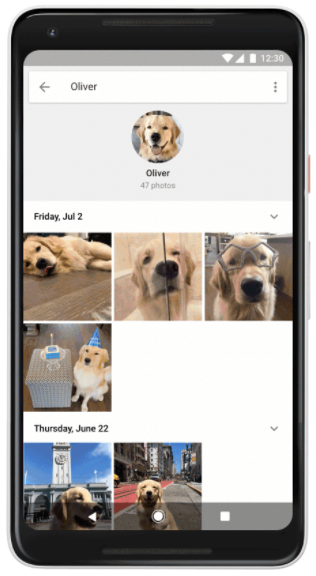 12:30
Oliver
Oliver
47 photos
Friday, Jul 2
Thursday, June 22